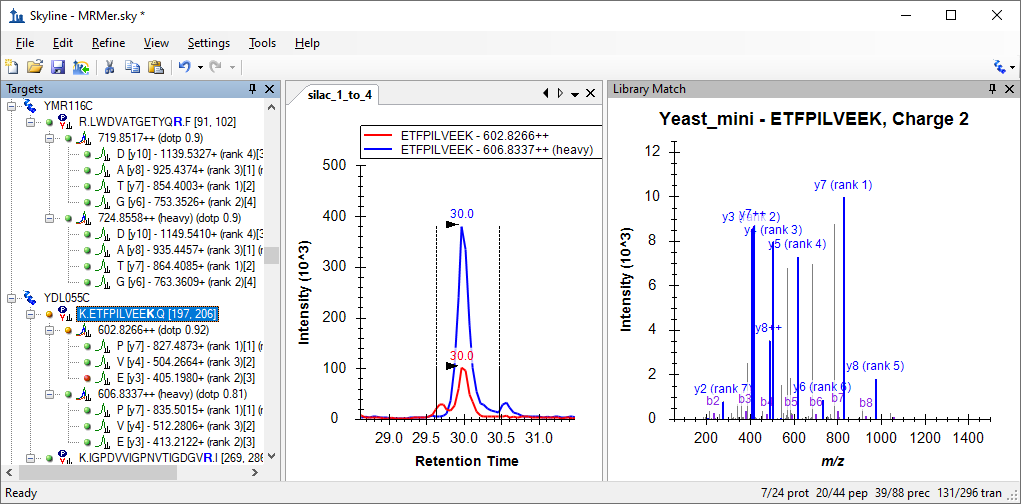 Skyline - MRMer.sky *
File Edit Refine View Settings Tools Help
Targets
YMR116C
R.LWDVATGETYQR.F [91, 102]
719.8517++ (dotp 0.9)
D [y10] - 1139.5327+ (rank 4)[3
A [y8] - 925.4374+ (rank 3)[1] (r
T [y7] - 854.4003+ (rank 1)[2]
G [y6] - 753.3526+ (rank 2)[4]
724.8558++ (heavy) (dotp 0.9)
D [y10] - 1149.5410+ (rank 4)[3
A [y8] - 935.4457+ (rank 3)[1] (r
T [y7] - 864.4085+ (rank 1)[2]
G [y6] - 763.3609+ (rank 2)[4]
YDL055C
K.ETFPILVEEK.Q [197, 206]
602.8266++ (dotp 0.92)
P [y7] - 827.4873+ (rank 1)[1] (r
V [y4] - 504.2664+ (rank 3)[2]
E [y3] - 405.1980+ (rank 2)[3]
606.8337++ (heavy) (dotp 0.81)
P [y7] - 835.5015+ (rank 1)[1] (r
V [y4] - 512.2806+ (rank 3)[2]
E [y3] - 413.2122+ (rank 2)[3]
K.IGPDVVIGPNVTIGDGVR.I [269, 286
silac_1_to_4
ETFPILVEEK - 602.8266++
ETFPILVEEK - 606.8337++ (heavy)
500
400
300
200
100
0
Intensity (10^3)
30.0
30.0
29.0 29.5 30.0 30.5 31.0
Retention Time
Library Match
Yeast_mini - ETFPILVEEK, Charge 2
12
10
8
6
4
2
0
Intensity (10^3)
y7 (rank 1)
y3 (rank 2)
y7++
y4 (rank 3)
y5 (rank 4)
y8++
y8 (rank 5)
y2 (rank 7)
y6 (rank 6)
b2 b3 b4 b5 b6 b7 b8
200 400 600 800 1000 1200 1400
m/z
Ready
7/24 prot 20/44 pep 39/88 prec 131/296 tran